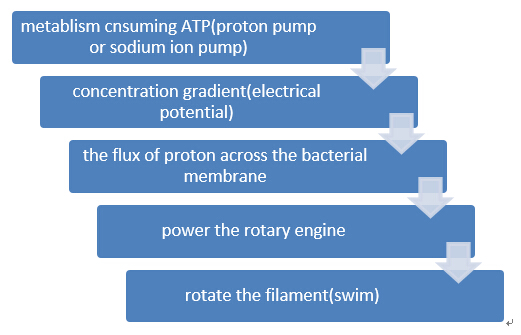 metablism cnsuming ATP(proton pump
or sodium ion pump)
concentration gradient(electrical
potential)
the flux of proton across the bacterial
membrane
power the rotary engine
rotate the filament(swim)